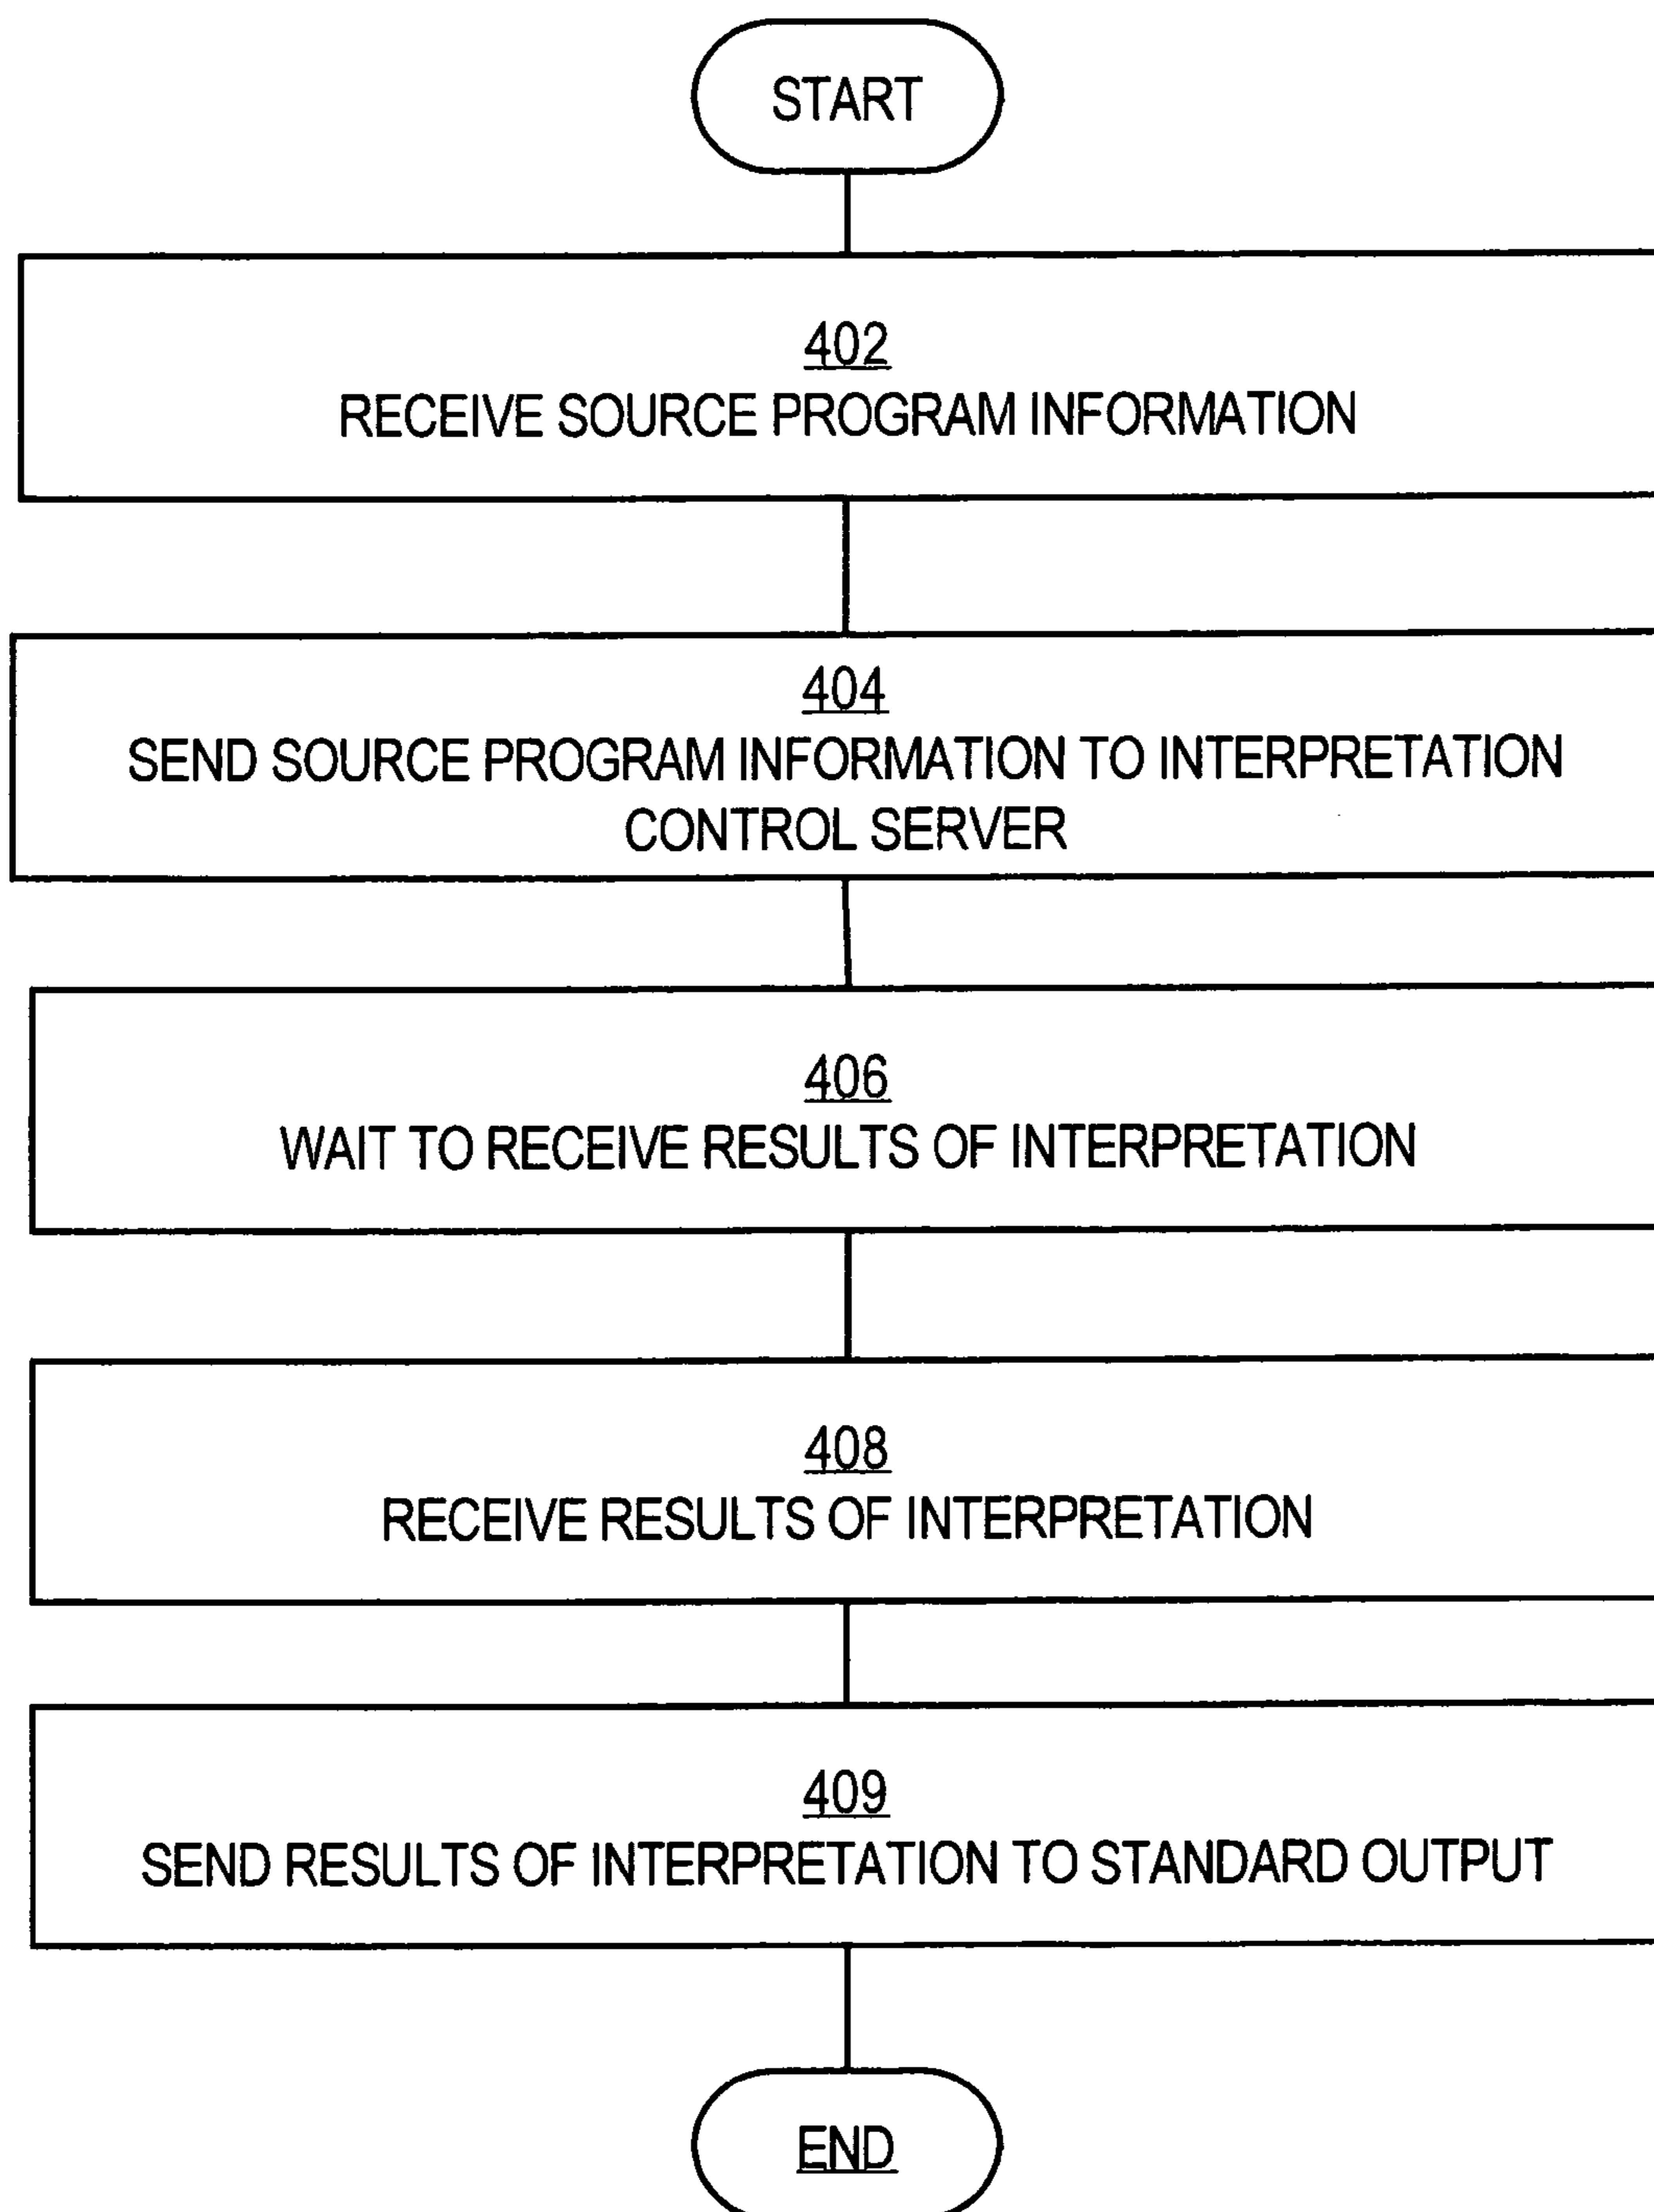 START
402
RECEIVE SOURCE PROGRAM INFORMATION
404
SEND SOURCE PROGRAM INFORMATION TO INTERPRETATION
CONTROL SERVER
406
WAIT TO RECEIVE RESULTS OF INTERPRETATION
408
RECEIVE RESULTS OF INTERPRETATION
409
SEND RESULTS OF INTERPRETATION TO STANDARD OUTPUT
END